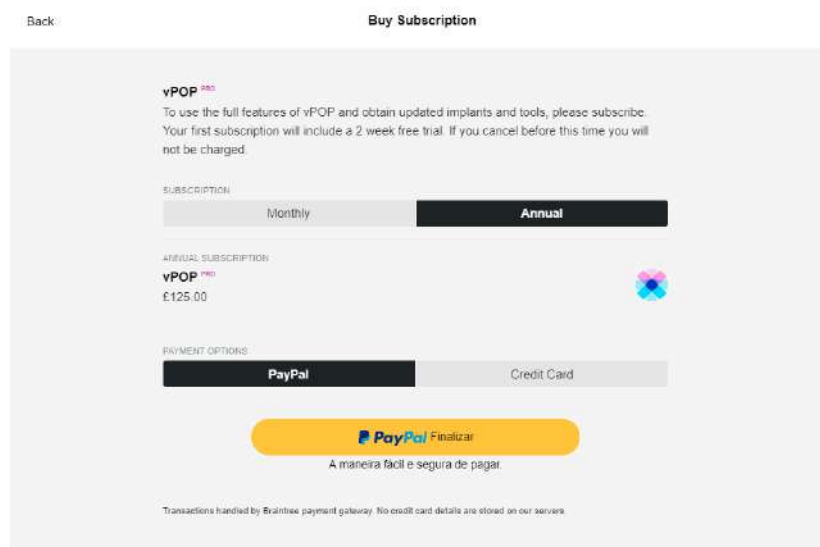 Back
Buy Subscription
vPOP PRO
To use the full features of vPOP and obtain updated implants and tools, please subscribe.
Your first subscription will include a 2 week free trial. If you cancel before this time you will
not be charged.
SUBSCRIPTION
Monthly
Annual
ANNUAL SUBSCRIPTION
vPOP PRO
£125.00
PAYMENT OPTIONS
PayPal
Credit Card
PayPal Finalizar
A maneira fácil e segura de pagar.
Transactions handled by Braintree payment gateway. No credit card details are stored on our servers.